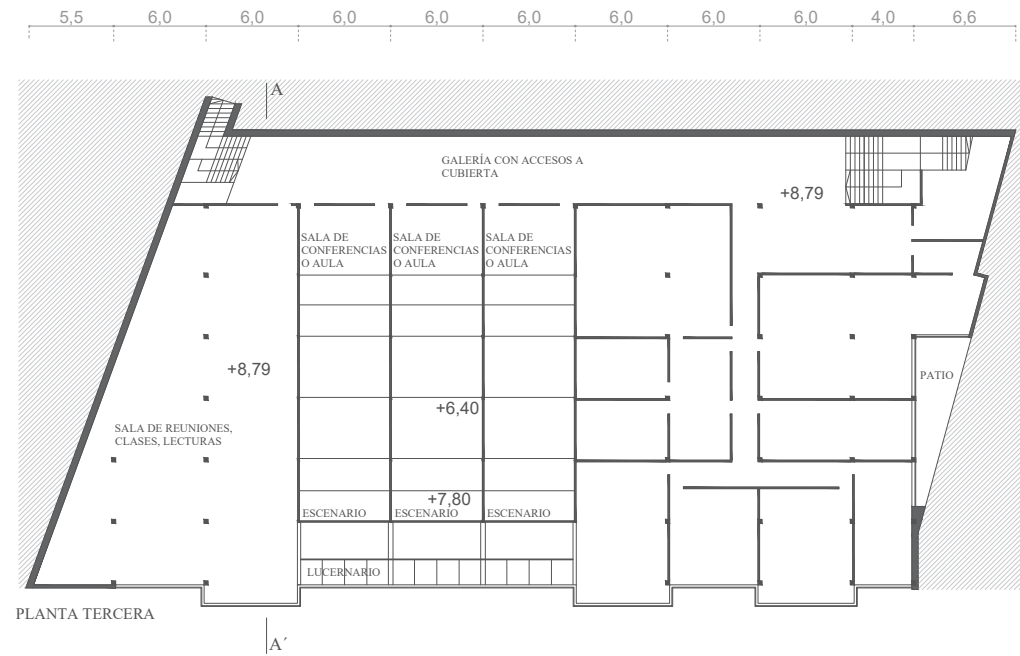 5,5 6,0 6,0 6,0 6,0 6,0 6,0 6,0 6,0 4,0 6,6
A
GALERÍA CON ACCESOS A
CUBIERTA
+8,79
SALA DE
CONFERENCIAS
O AULA
SALA DE
CONFERENCIAS
O AULA
SALA DE
CONFERENCIAS
O AULA
+8,79
PATIO
+6,40
SALA DE REUNIONES,
CLASES, LECTURAS
+7,80
ESCENARIO
ESCENARIO
ESCENARIO
LUCERNARIO
PLANTA TERCERA
A´